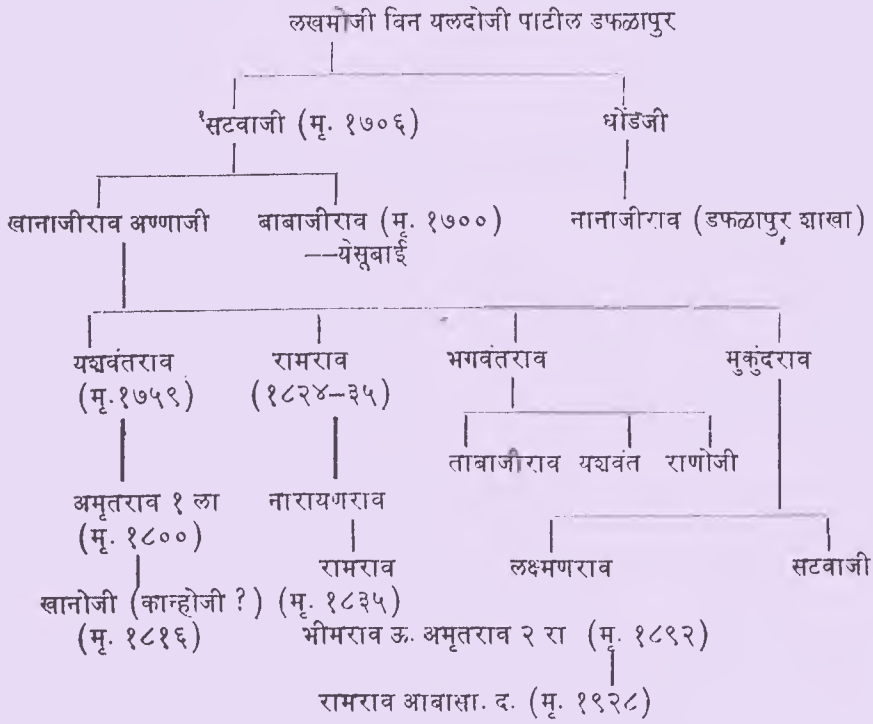 लखमोजी विन यलदोजी पाटील डफळापुर
१सटवाजी (मृ. १७०६) धोंडजी
खानाजीराव अण्णाजी बाबाजीराव (मृ. १७००) नानाजीराव (डफळापुर शाखा)
––येसूबाई
यशवंतराव रामराव भगवंतराव मुकुंदराव
(मृ.१७५९) (१८२४–३५)
ताबाजीराव यशवंत राणोजी
अमृतराव १ ला नारायणराव
(मृ. १८००)
रामराव लक्ष्मणराव सटवाजी
खानोजी (कान्होजी ?) (मृ. १८३५)
(मृ. १८१६) भीमराव ऊ. अमृतराव २ रा (मृ. १८९२)
रामराव आबासा. द. (मृ. १९२८)